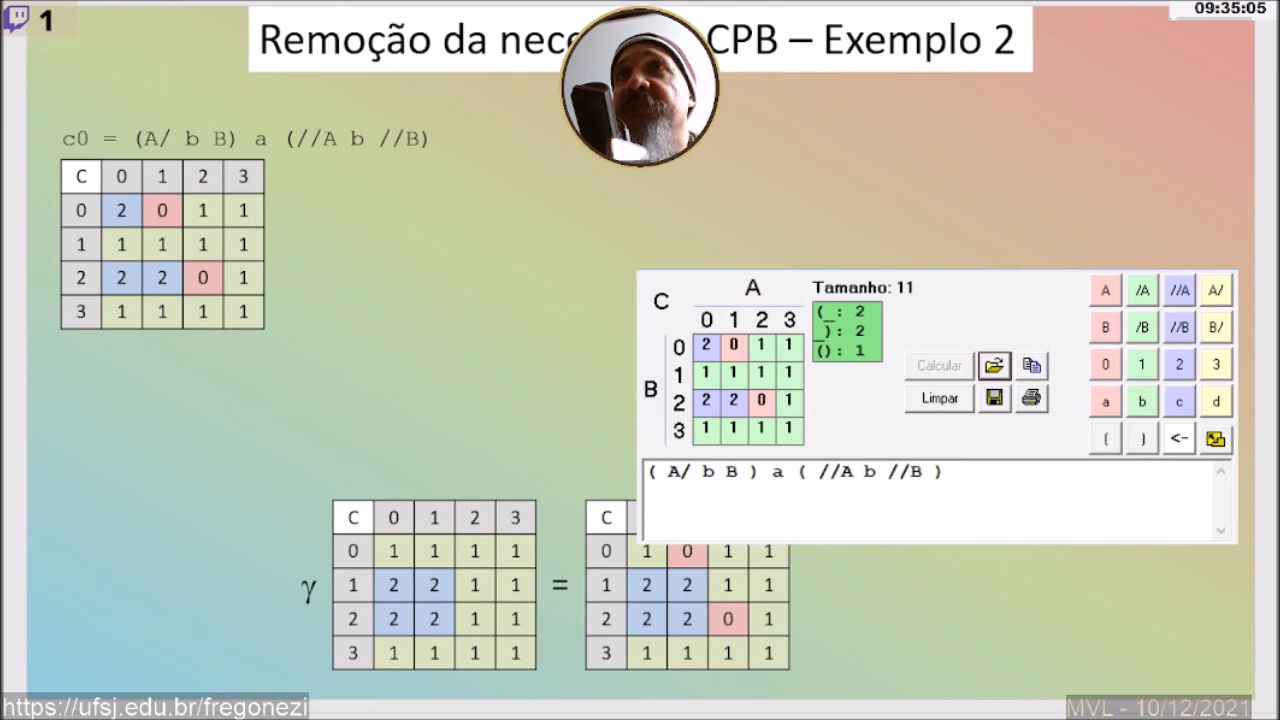 1
09:35:05
Remoção da nece CPB – Exemplo 2
c0 = (A/ b B) a (//A b //B)
C 0 1 2 3
0 2 0 1 1
1 1 1 1 1
2 2 2 0 1
3 1 1 1 1
C
A
0 1 2 3
B
0 2 0 1 1
1 1 1 1 1
2 2 2 0 1
3 1 1 1 1
Tamanho: 11
(_: 2
_): 2
(): 1
Calcular
Limpar
A /A //A A/
B /B //B B/
0 1 2 3
a b c d
( ) <-
( A/ b B ) a ( //A b //B )
γ
C 0 1 2 3
0 1 1 1 1
1 2 2 1 1
2 2 2 1 1
3 1 1 1 1
=
C
0 1 0 1 1
1 2 2 1 1
2 2 2 0 1
3 1 1 1 1
https://ufsj.edu.br/fregonezi
MVL - 10/12/2021